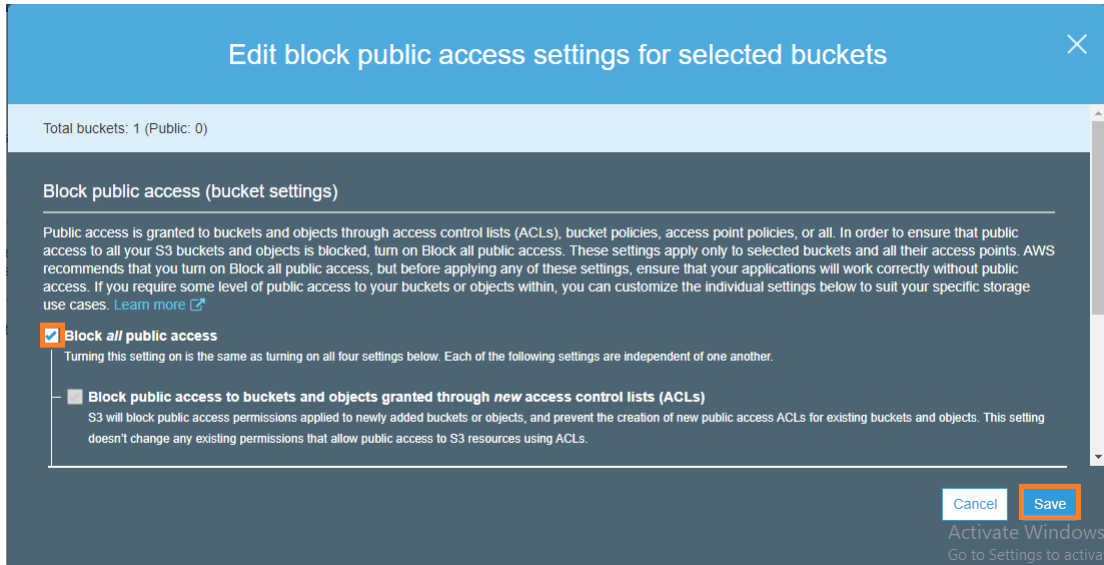 Edit block public access settings for selected buckets
Total buckets: 1 (Public: 0)
Block public access (bucket settings)
Public access is granted to buckets and objects through access control lists (ACLs), bucket policies, access point policies, or all. In order to ensure that public
access to all your S3 buckets and objects is blocked, turn on Block all public access. These settings apply only to selected buckets and all their access points. AWS
recommends that you turn on Block all public access, but before applying any of these settings, ensure that your applications will work correctly without public
access. If you require some level of public access to your buckets or objects within, you can customize the individual settings below to suit your specific storage
use cases. Learn more
Block all public access
Turning this setting on is the same as turning on all four settings below. Each of the following settings are independent of one another.
Block public access to buckets and objects granted through new access control lists (ACLs)
S3 will block public access permissions applied to newly added buckets or objects, and prevent the creation of new public access ACLs for existing buckets and objects. This setting
doesn't change any existing permissions that allow public access to S3 resources using ACLs.
Cancel Save
Activate Windows
Go to Settings to activa